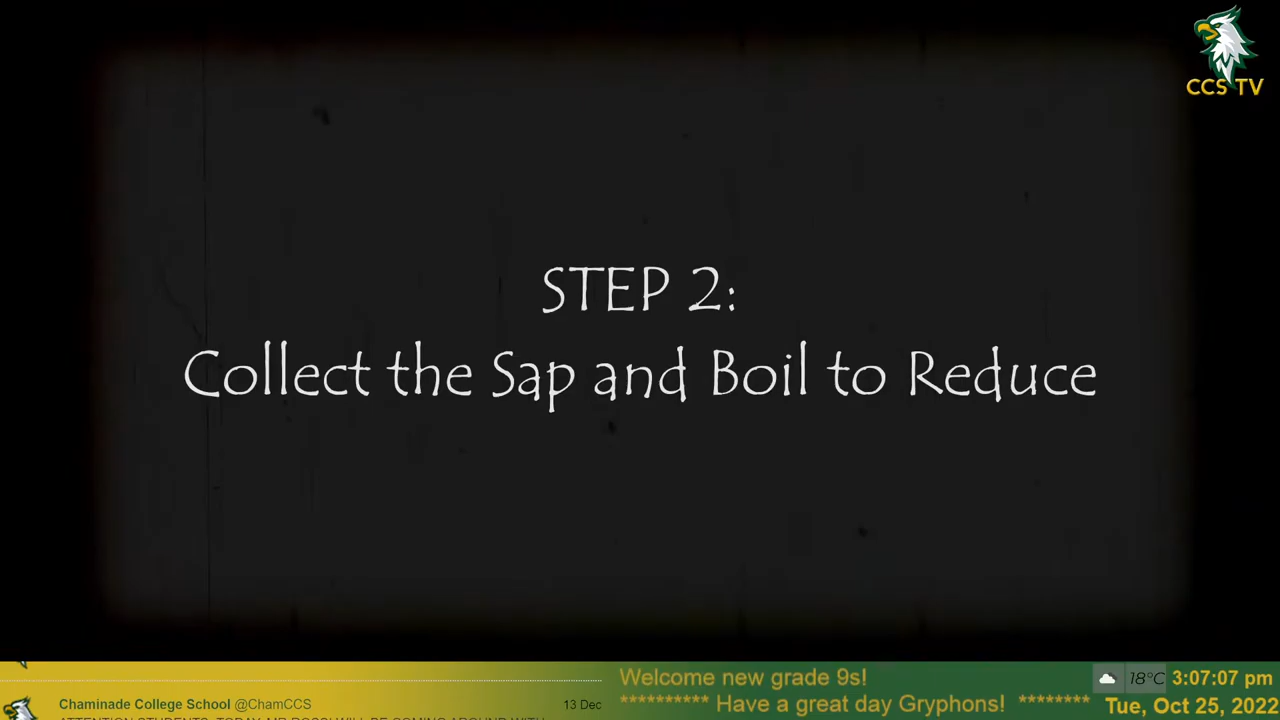 CCS TV
STEP 2:
Collect the Sap and Boil to Reduce
Chaminade College School @ChamCCS
13 Dec
Welcome new grade 9s!
********** Have a great day Gryphons! ********
18°C
3:07:07 pm
Tue, Oct 25, 2022